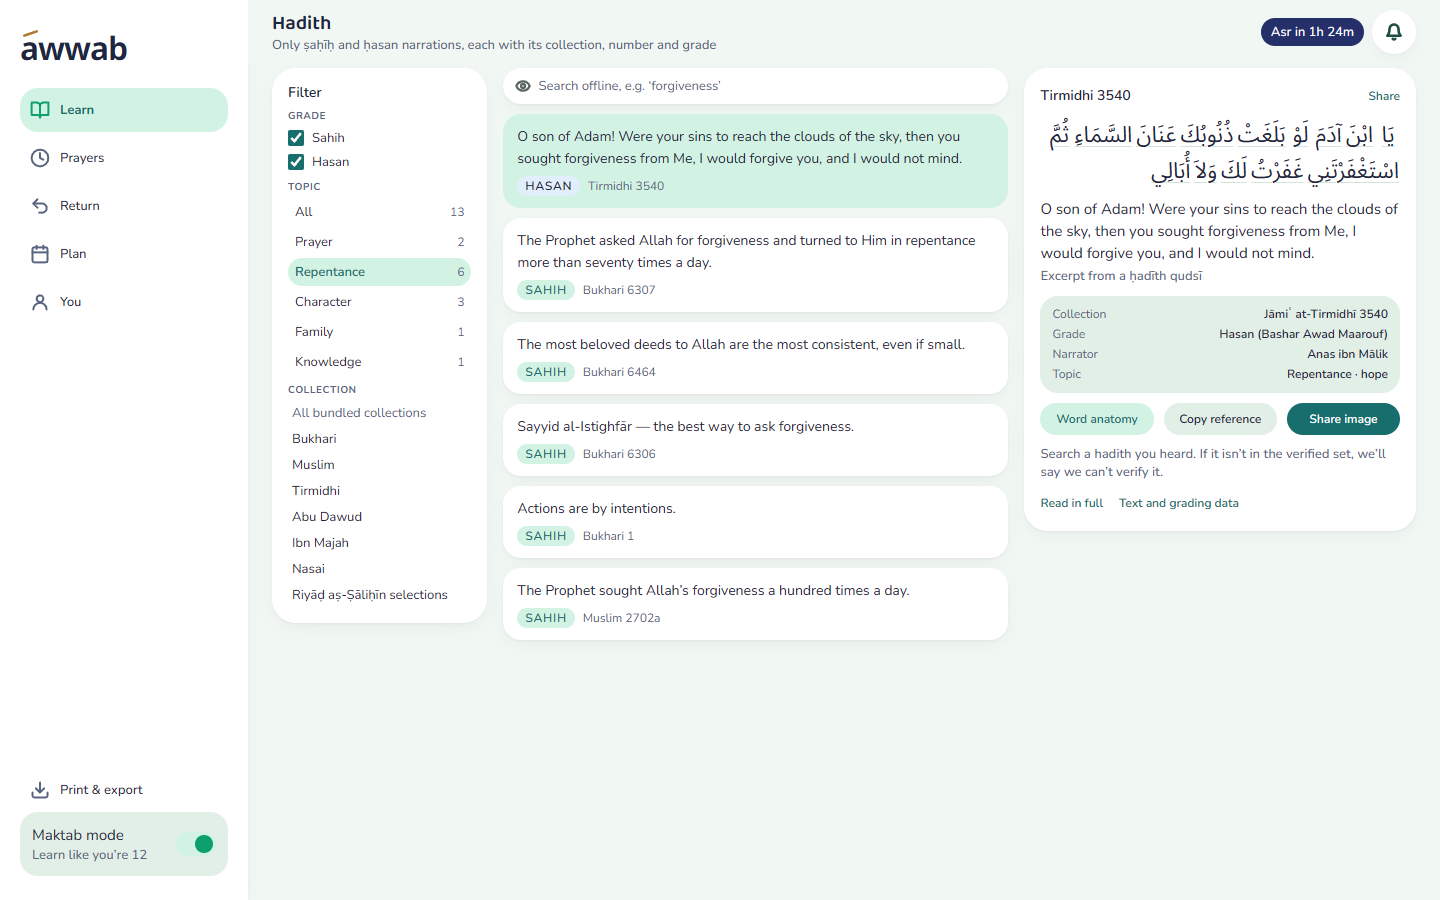 awwab
Learn
Prayers
Return
Plan
You
Print & export
Maktab mode
Learn like you're 12
Hadith
Only ṣaḥīḥ and ḥasan narrations, each with its collection, number and grade
Asr in 1h 24m
Filter
GRADE
Sahih
Hasan
TOPIC
All 13
Prayer 2
Repentance 6
Character 3
Family 1
Knowledge 1
COLLECTION
All bundled collections
Bukhari
Muslim
Tirmidhi
Abu Dawud
Ibn Majah
Nasai
Riyāḍ aṣ-Ṣāliḥīn selections
Search offline, e.g. ‘forgiveness’
O son of Adam! Were your sins to reach the clouds of the sky, then you
sought forgiveness from Me, I would forgive you, and I would not mind.
HASAN Tirmidhi 3540
The Prophet asked Allah for forgiveness and turned to Him in repentance
more than seventy times a day.
SAHIH Bukhari 6307
The most beloved deeds to Allah are the most consistent, even if small.
SAHIH Bukhari 6464
Sayyid al-Istighfār — the best way to ask forgiveness.
SAHIH Bukhari 6306
Actions are by intentions.
SAHIH Bukhari 1
The Prophet sought Allah’s forgiveness a hundred times a day.
SAHIH Muslim 2702a
Tirmidhi 3540 Share
يَا ابْنَ آدَمَ لَوْ بَلَغَتْ ذُنُوبُكَ عَنَانَ السَّمَاءِ ثُمَّ
اسْتَغْفَرْتَنِي غَفَرْتُ لَكَ وَلاَ أُبَالِي
O son of Adam! Were your sins to reach the clouds of
the sky, then you sought forgiveness from Me, I
would forgive you, and I would not mind.
Excerpt from a ḥadīth qudsī
Collection Jāmiʿ at-Tirmidhī 3540
Grade Hasan (Bashar Awad Maarouf)
Narrator Anas ibn Mālik
Topic Repentance · hope
Word anatomy Copy reference Share image
Search a hadith you heard. If it isn’t in the verified set, we’ll
say we can’t verify it.
Read in full Text and grading data